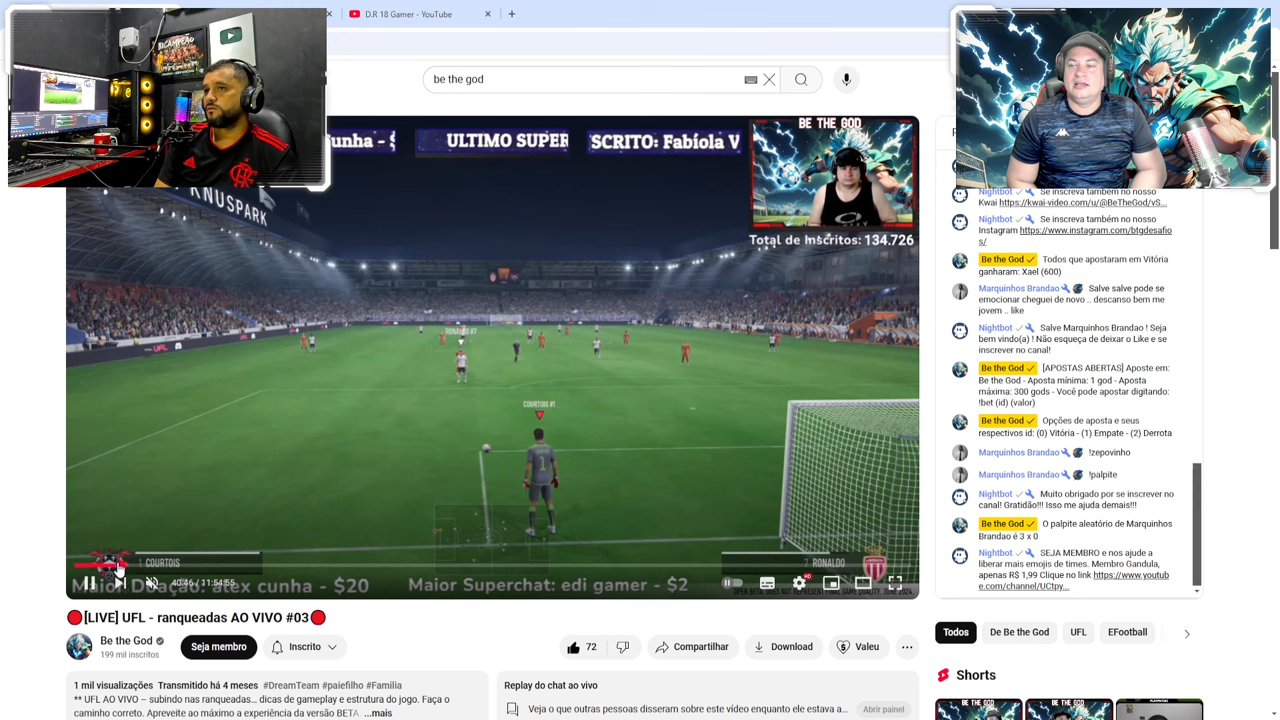 D.R 18 Gamer - YouTube
be the god
BICAMPEÃO
unha - $
ULTIMO SUPER
SCRITO: Fabíola V
BE THE GOD
KNUSPARK
Total de Inscritos: 134.726
RONALDO #7
COURTOIS #1
1 COURTOIS
7 RONALDO
Maior Doação: alex cunha - $20
Maior Superchat: edi gamer - $2
40:46 / 11:54:55
Nightbot Se inscreva também no nosso
Kwai https://kwai-video.com/u/@BeTheGod/vS...
Nightbot Se inscreva também no nosso
Instagram https://www.instagram.com/btgdesafio
s/
Be the God Todos que apostaram em Vitória
ganharam: Xael (600)
Marquinhos Brandao Salve salve pode se
emocionar cheguei de novo .. descanso bem me
jovem .. like
Nightbot Salve Marquinhos Brandao ! Seja
bem vindo(a) ! Não esqueça de deixar o Like e se
inscrever no canal!
Be the God [APOSTAS ABERTAS] Aposte em:
Be the God - Aposta mínima: 1 god - Aposta
máxima: 300 gods - Você pode apostar digitando:
!bet (id) (valor)
Be the God Opções de aposta e seus
respectivos id: (0) Vitória - (1) Empate - (2) Derrota
Marquinhos Brandao !zepovinho
Marquinhos Brandao !palpite
Nightbot Muito obrigado por se inscrever no
canal! Gratidão!!! Isso me ajuda demais!!!
Be the God O palpite aleatório de Marquinhos
Brandao é 3 x 0
Nightbot SEJA MEMBRO e nos ajude a
liberar mais emojis de sistema. Membro Gandula,
apenas R$ 1,99 Clique no link https://www.youtub
e.com/channel/UCtpy...
🔴[LIVE] UFL - ranqueadas AO VIVO #03🔴
Be the God
199 mil inscritos
Seja membro
Inscrito
72
Compartilhar
Download
Valeu
Todos
De Be the God
UFL
EFootball
Shorts
1 mil visualizações Transmitido há 4 meses #DreamTeam #paiefilho #Familia
** UFL AO VIVO – subindo nas ranqueadas... dicas de gameplay e estrutura do jogo. Faça o
caminho correto. Aproveite ao máximo a experiência da versão BETA. ...mais
Replay do chat ao vivo
Veja o que outras pessoas disseram sobre este vídeo enquanto ele estava a...
Abrir painel